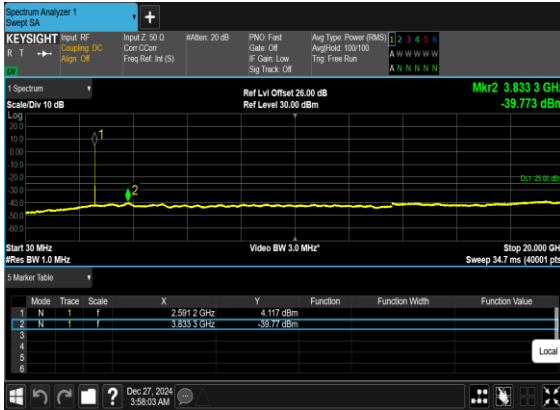 Spectrum Analyzer 1
Swept SA
KEYSIGHT
R T
Input: RF
Coupling: DC
Align: Off
Input Z: 50 Ω
Corr CCorr
Freq Ref: Int (S)
#Atten: 20 dB
PNO: Fast
Gate: Off
IF Gain: Low
Sig Track: Off
Avg Type: Power (RMS)
Avg|Hold: 100/100
Trig: Free Run
1 2 3 4 5 6
A W W W W W
A N N N N N
1 Spectrum
Scale/Div 10 dB
Ref Lvl Offset 26.00 dB
Ref Level 30.00 dBm
Mkr2 3.833 3 GHz
-39.773 dBm
Log
20.0
10.0
0.00
-10.0
-20.0
-30.0
-40.0
-50.0
-60.0
1
2
DL1 -25.00 dBm
Start 30 MHz
#Res BW 1.0 MHz
Video BW 3.0 MHz*
Stop 20.000 GHz
Sweep 34.7 ms (40001 pts)
5 Marker Table
Mode Trace Scale X Y Function Function Width Function Value
1 N 1 f 2.591 2 GHz 4.117 dBm
2 N 1 f 3.833 3 GHz -39.77 dBm
3
4
5
6
Local
Dec 27, 2024
3:58:03 AM